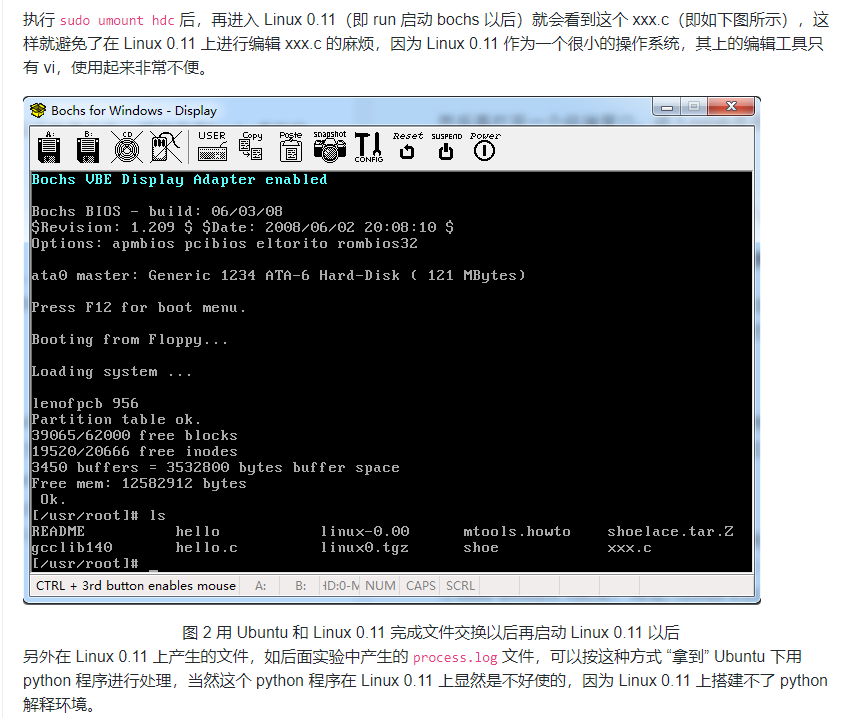 执行 sudo umount hdc 后，再进入 Linux 0.11（即 run 启动 bochs 以后）就会看到这个 xxx.c（即如下图所示），这
样就避免了在 Linux 0.11 上进行编辑 xxx.c 的麻烦，因为 Linux 0.11 作为一个很小的操作系统，其上的编辑工具只
有 vi，使用起来非常不便。
Bochs for Windows - Display
A: B: CD USER Copy Paste snapshot CONFIG Reset SUSPEND Power
Bochs VBE Display Adapter enabled
Bochs BIOS - build: 06/03/08
$Revision: 1.209 $ $Date: 2008/06/02 20:08:10 $
Options: apmbios pcibios eltorito rombios32
ata0 master: Generic 1234 ATA-6 Hard-Disk ( 121 MBytes)
Press F12 for boot menu.
Booting from Floppy...
Loading system ...
lenofpcb 956
Partition table ok.
39065/62000 free blocks
19520/20666 free inodes
3450 buffers = 3532800 bytes buffer space
Free mem: 12582912 bytes
Ok.
[/usr/root]# ls
README hello linux-0.00 mtools.howto shoelace.tar.Z
gcclib140 hello.c linux0.tgz shoe xxx.c
[/usr/root]# _
CTRL + 3rd button enables mouse A: B: HD:0-M NUM CAPS SCRL
图 2 用 Ubuntu 和 Linux 0.11 完成文件交换以后再启动 Linux 0.11 以后
另外在 Linux 0.11 上产生的文件，如后面实验中产生的 process.log 文件，可以按这种方式 “拿到” Ubuntu 下用
python 程序进行处理，当然这个 python 程序在 Linux 0.11 上显然是不好使的，因为 Linux 0.11 上搭建不了 python
解释环境。